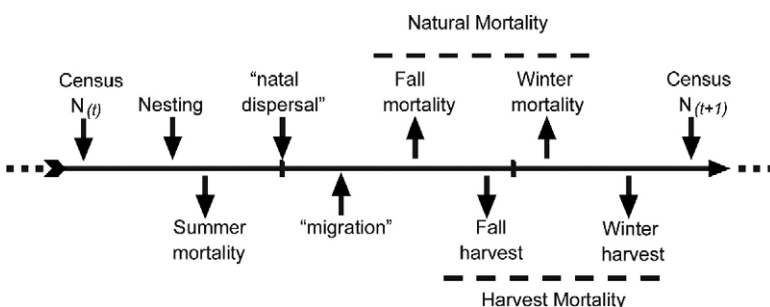 Natural Mortality
Census
N(t)
Nesting
“natal
dispersal”
Fall
mortality
Winter
mortality
Census
N(t+1)
Summer
mortality
“migration”
Fall
harvest
Winter
harvest
Harvest Mortality